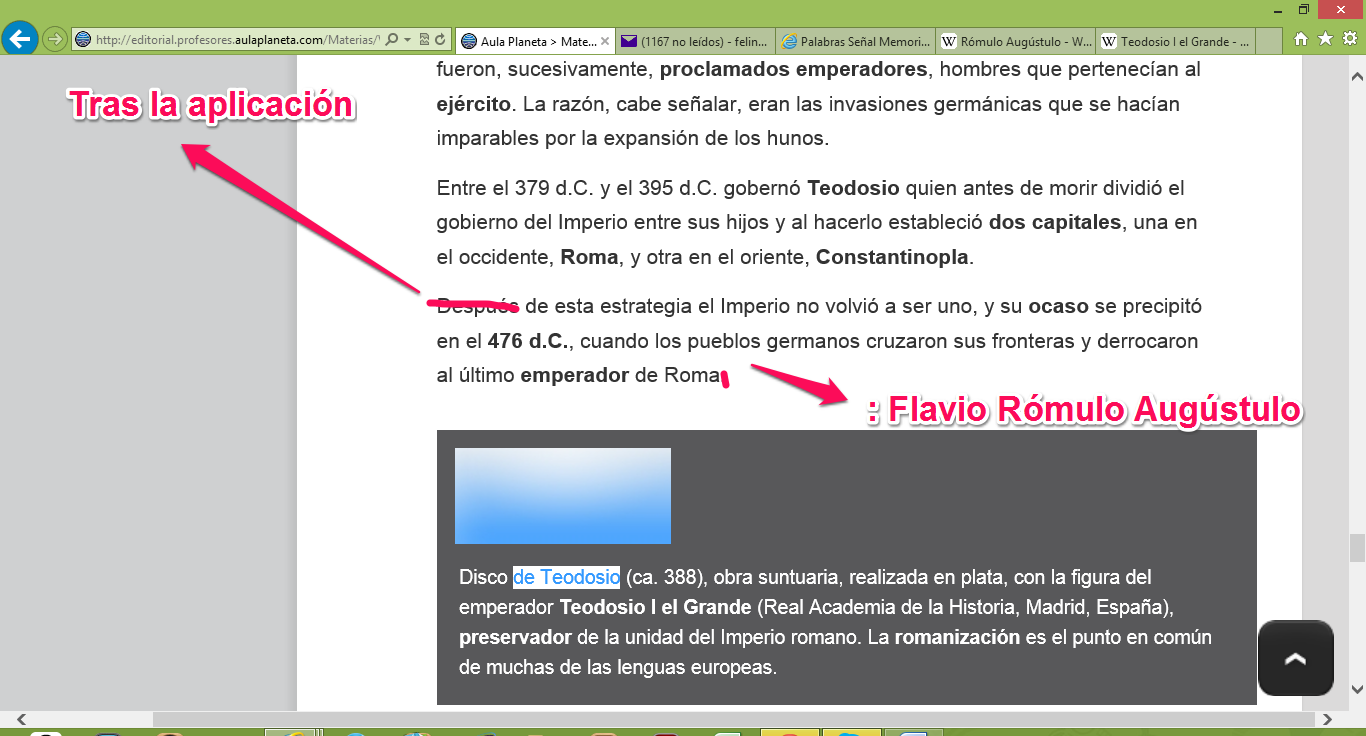 http://editorial.profesores.aulaplaneta.com/Materias/
Aula Planeta > Mate...
(1167 no leídos) - felin...
Palabras Señal Memori...
Rómulo Augústulo - W...
Teodosio I el Grande - ...
fueron, sucesivamente, proclamados emperadores, hombres que pertenecían al
Tras la aplicación
ejército. La razón, cabe señalar, eran las invasiones germánicas que se hacían
imparables por la expansión de los hunos.
Entre el 379 d.C. y el 395 d.C. gobernó Teodosio quien antes de morir dividió el
gobierno del Imperio entre sus hijos y al hacerlo estableció dos capitales, una en
el occidente, Roma, y otra en el oriente, Constantinopla.
Después de esta estrategia el Imperio no volvió a ser uno, y su ocaso se precipitó
en el 476 d.C., cuando los pueblos germanos cruzaron sus fronteras y derrocaron
al último emperador de Roma
: Flavio Rómulo Augústulo
Disco de Teodosio (ca. 388), obra suntuaria, realizada en plata, con la figura del
emperador Teodosio I el Grande (Real Academia de la Historia, Madrid, España),
preservador de la unidad del Imperio romano. La romanización es el punto en común
de muchas de las lenguas europeas.